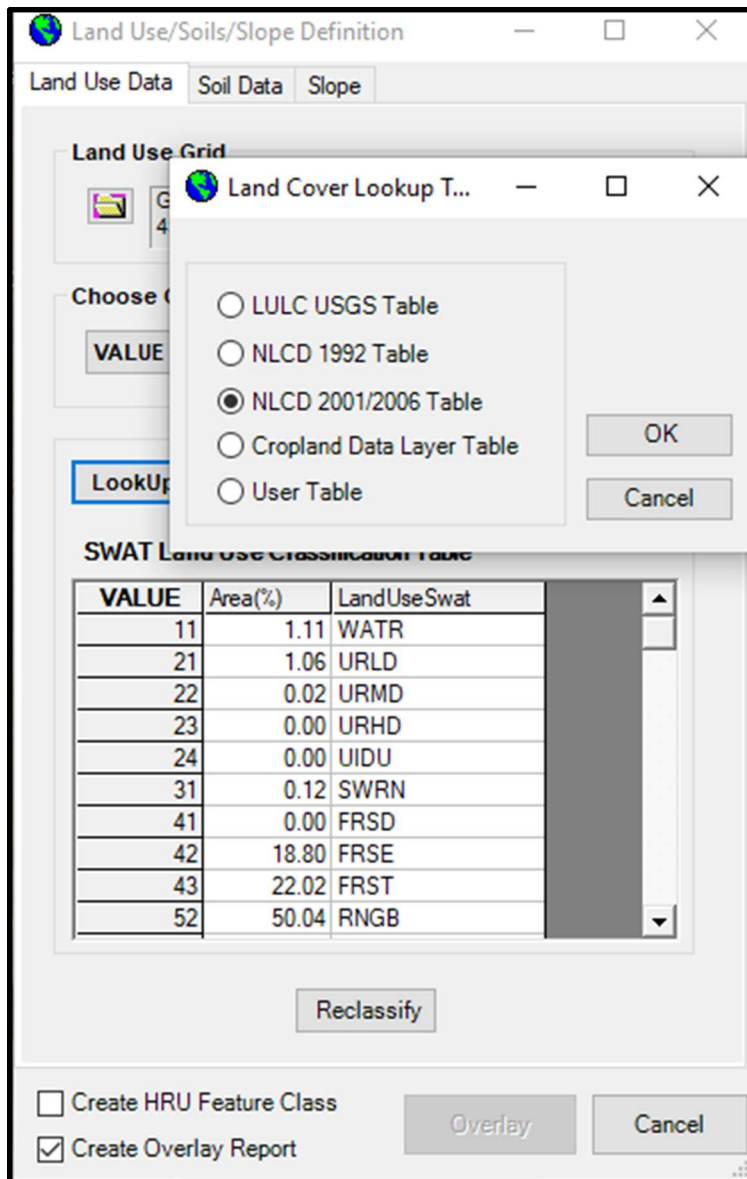 Land Use/Soils/Slope Definition
Land Use Data Soil Data Slope
Land Use Grid
Land Cover Lookup T...
G
4
Choose
VALUE
LULC USGS Table
NLCD 1992 Table
NLCD 2001/2006 Table
Cropland Data Layer Table
User Table
OK
Cancel
LookUp
SWAT Land Use Classification Table
VALUE Area(%) LandUseSwat
11 1.11 WATR
21 1.06 URLD
22 0.02 URMD
23 0.00 URHD
24 0.00 UIDU
31 0.12 SWRN
41 0.00 FRSD
42 18.80 FRSE
43 22.02 FRST
52 50.04 RNGB
Reclassify
Create HRU Feature Class
Create Overlay Report
Overlay
Cancel